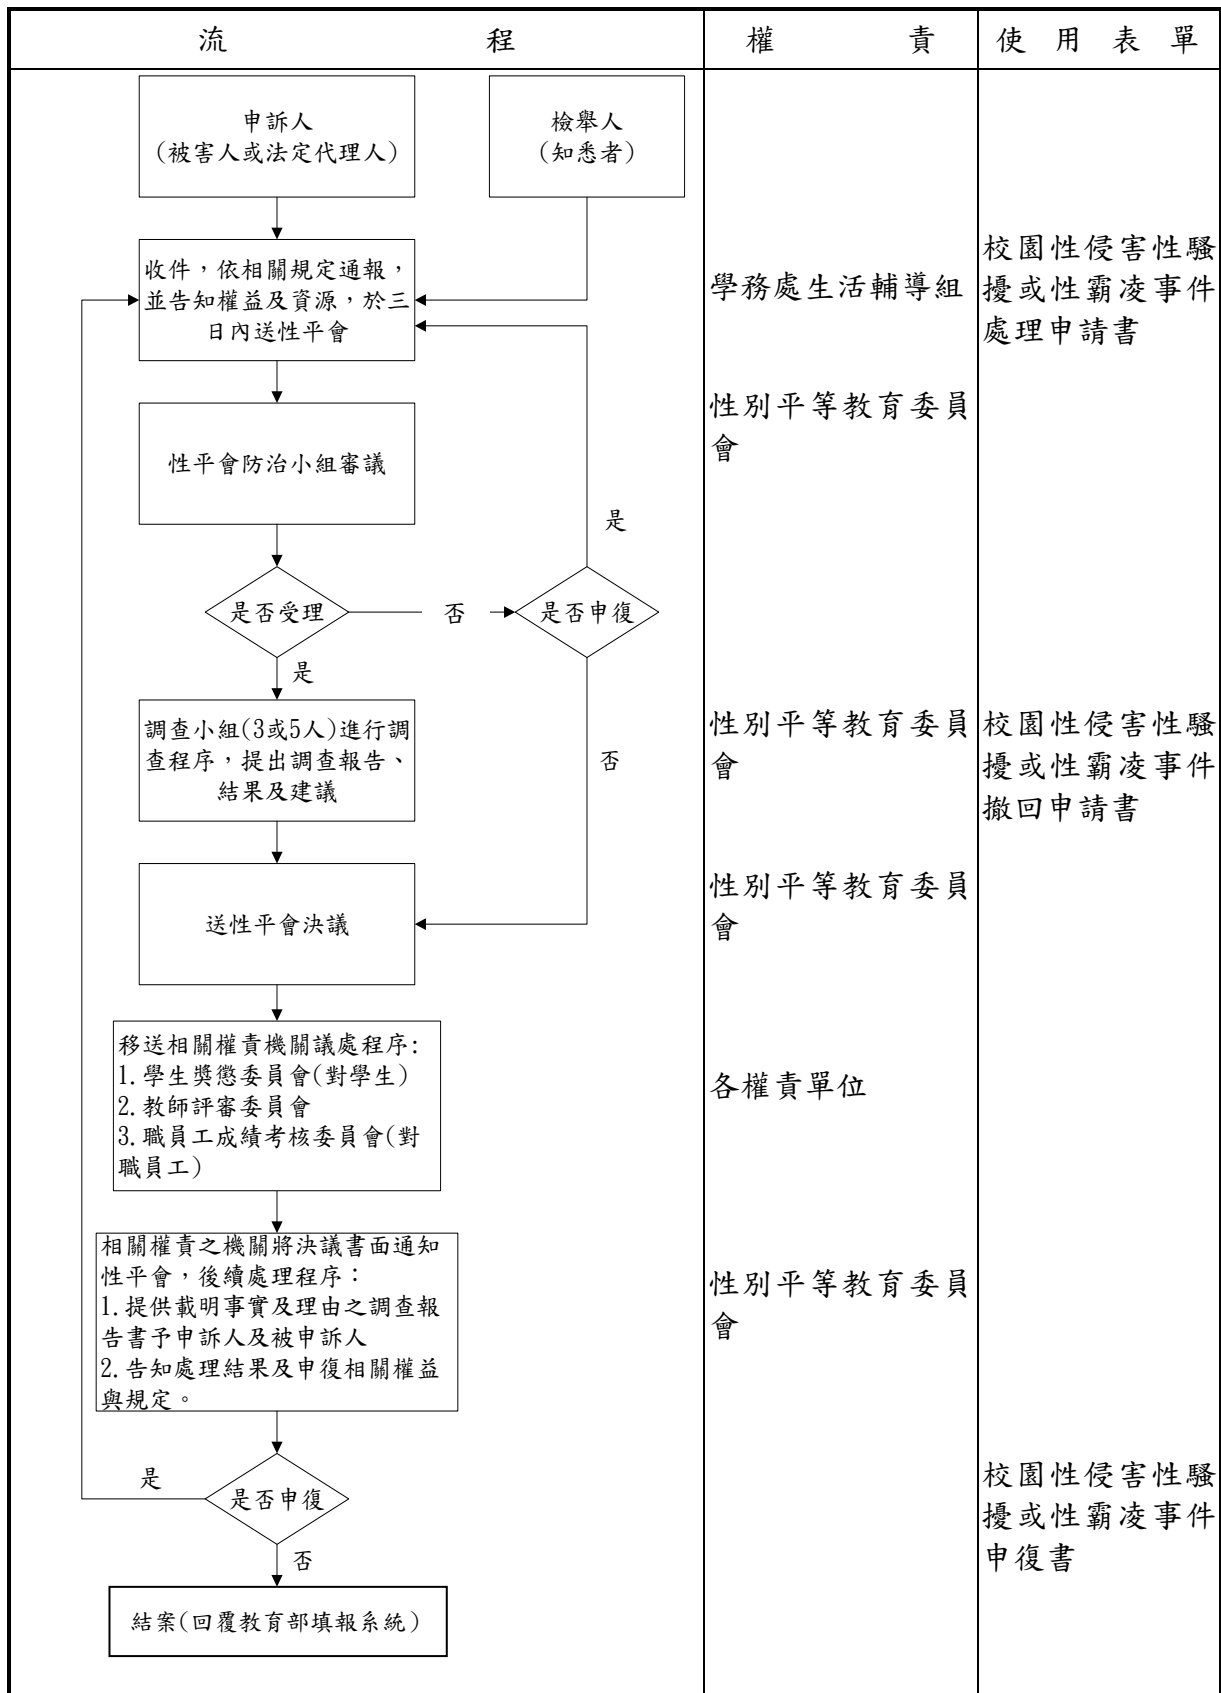 流程
權責
使用表單
申訴人
(被害人或法定代理人)
檢舉人
(知悉者)
收件，依相關規定通報，
並告知權益及資源，於三
日內送性平會
學務處生活輔導組
校園性侵害性騷
擾或性霸凌事件
處理申請書
性平會防治小組審議
性別平等教育委員
會
是否受理
否
是否申復
是
是
否
調查小組(3或5人)進行調
查程序，提出調查報告、
結果及建議
性別平等教育委員
會
校園性侵害性騷
擾或性霸凌事件
撤回申請書
送性平會決議
性別平等教育委員
會
移送相關權責機關議處程序:
1.學生獎懲委員會(對學生)
2.教師評審委員會
3.職員工成績考核委員會(對
職員工)
各權責單位
相關權責之機關將決議書面通知
性平會，後續處理程序：
1.提供載明事實及理由之調查報
告書予申訴人及被申訴人
2.告知處理結果及申復相關權益
與規定。
性別平等教育委員
會
是
是否申復
否
校園性侵害性騷
擾或性霸凌事件
申復書
結案(回覆教育部填報系統)